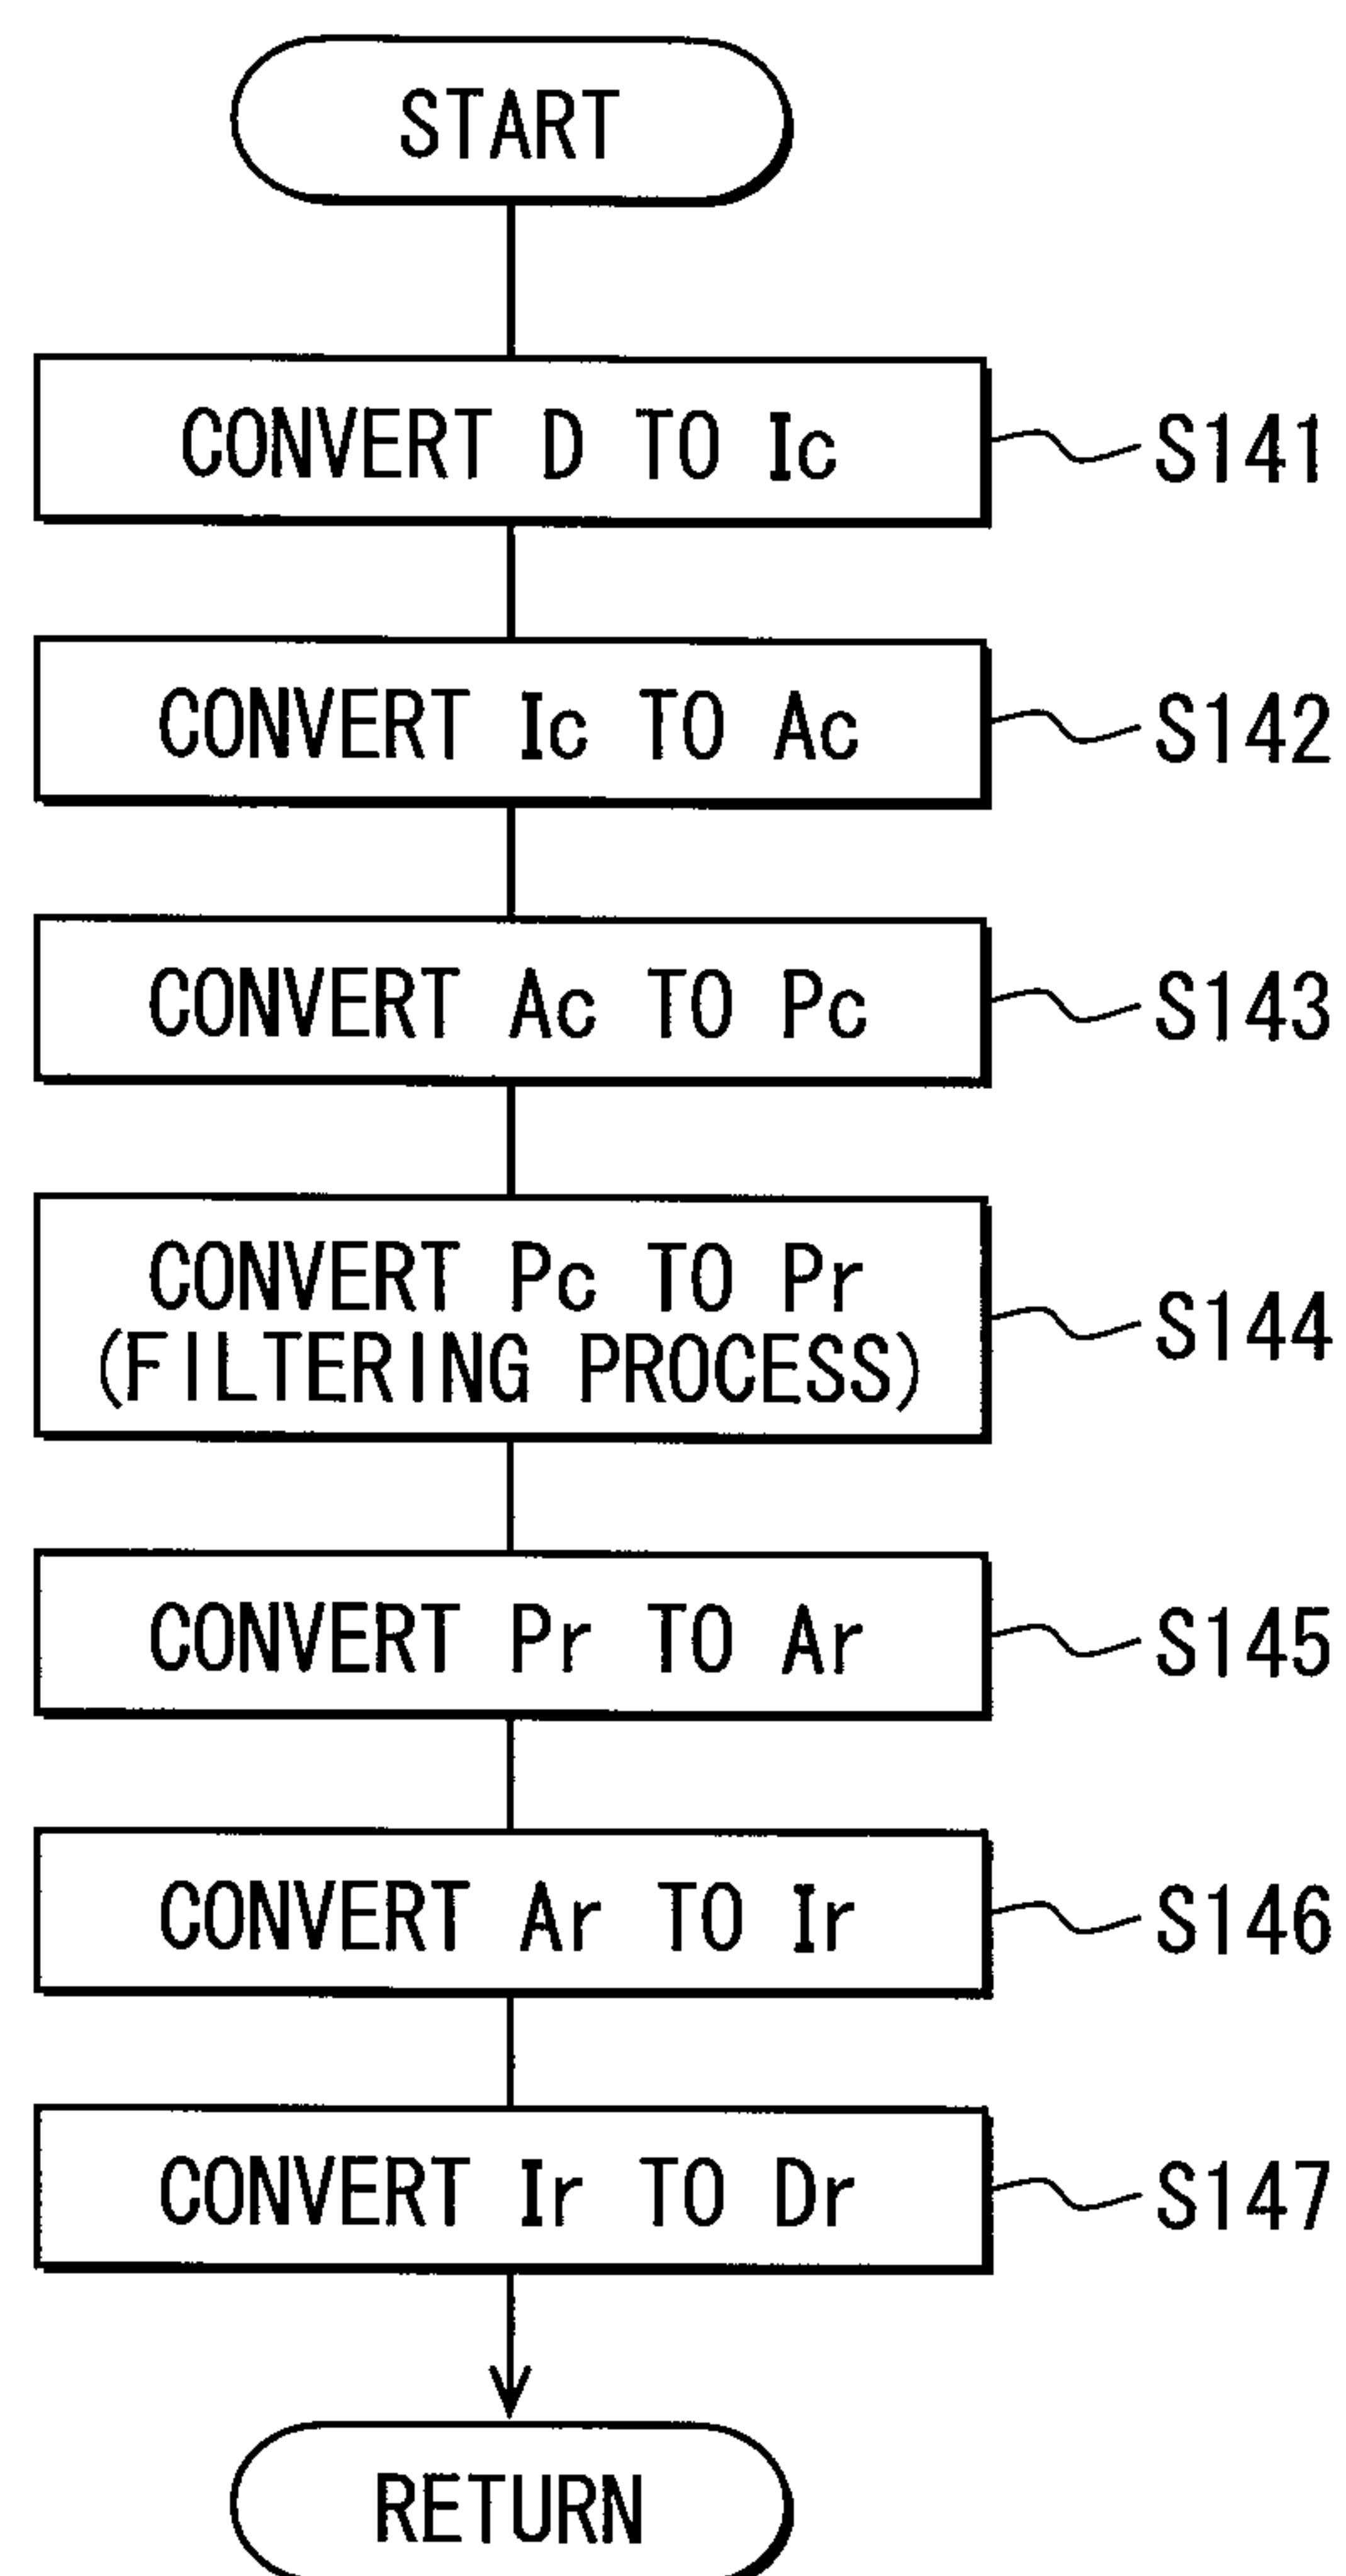 START
CONVERT D TO Ic
S141
CONVERT Ic TO Ac
S142
CONVERT Ac TO Pc
S143
CONVERT Pc TO Pr
(FILTERING PROCESS)
S144
CONVERT Pr TO Ar
S145
CONVERT Ar TO Ir
S146
CONVERT Ir TO Dr
S147
RETURN